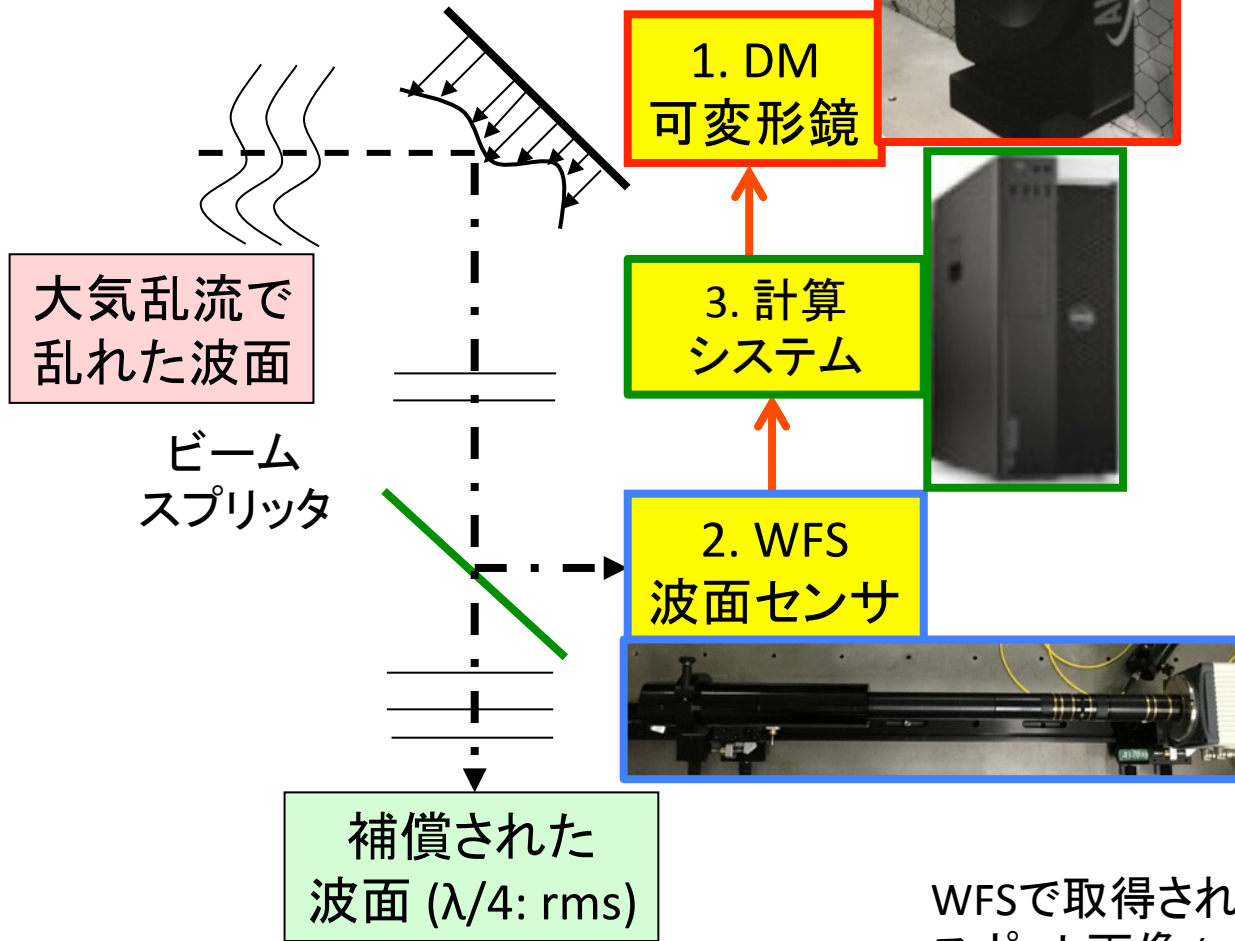 1. DM
可変形鏡
大気乱流で
乱れた波面
3. 計算
システム
ビーム
スプリッタ
2. WFS
波面センサ
補償された
波面 (λ/4: rms)
WFSで取得され